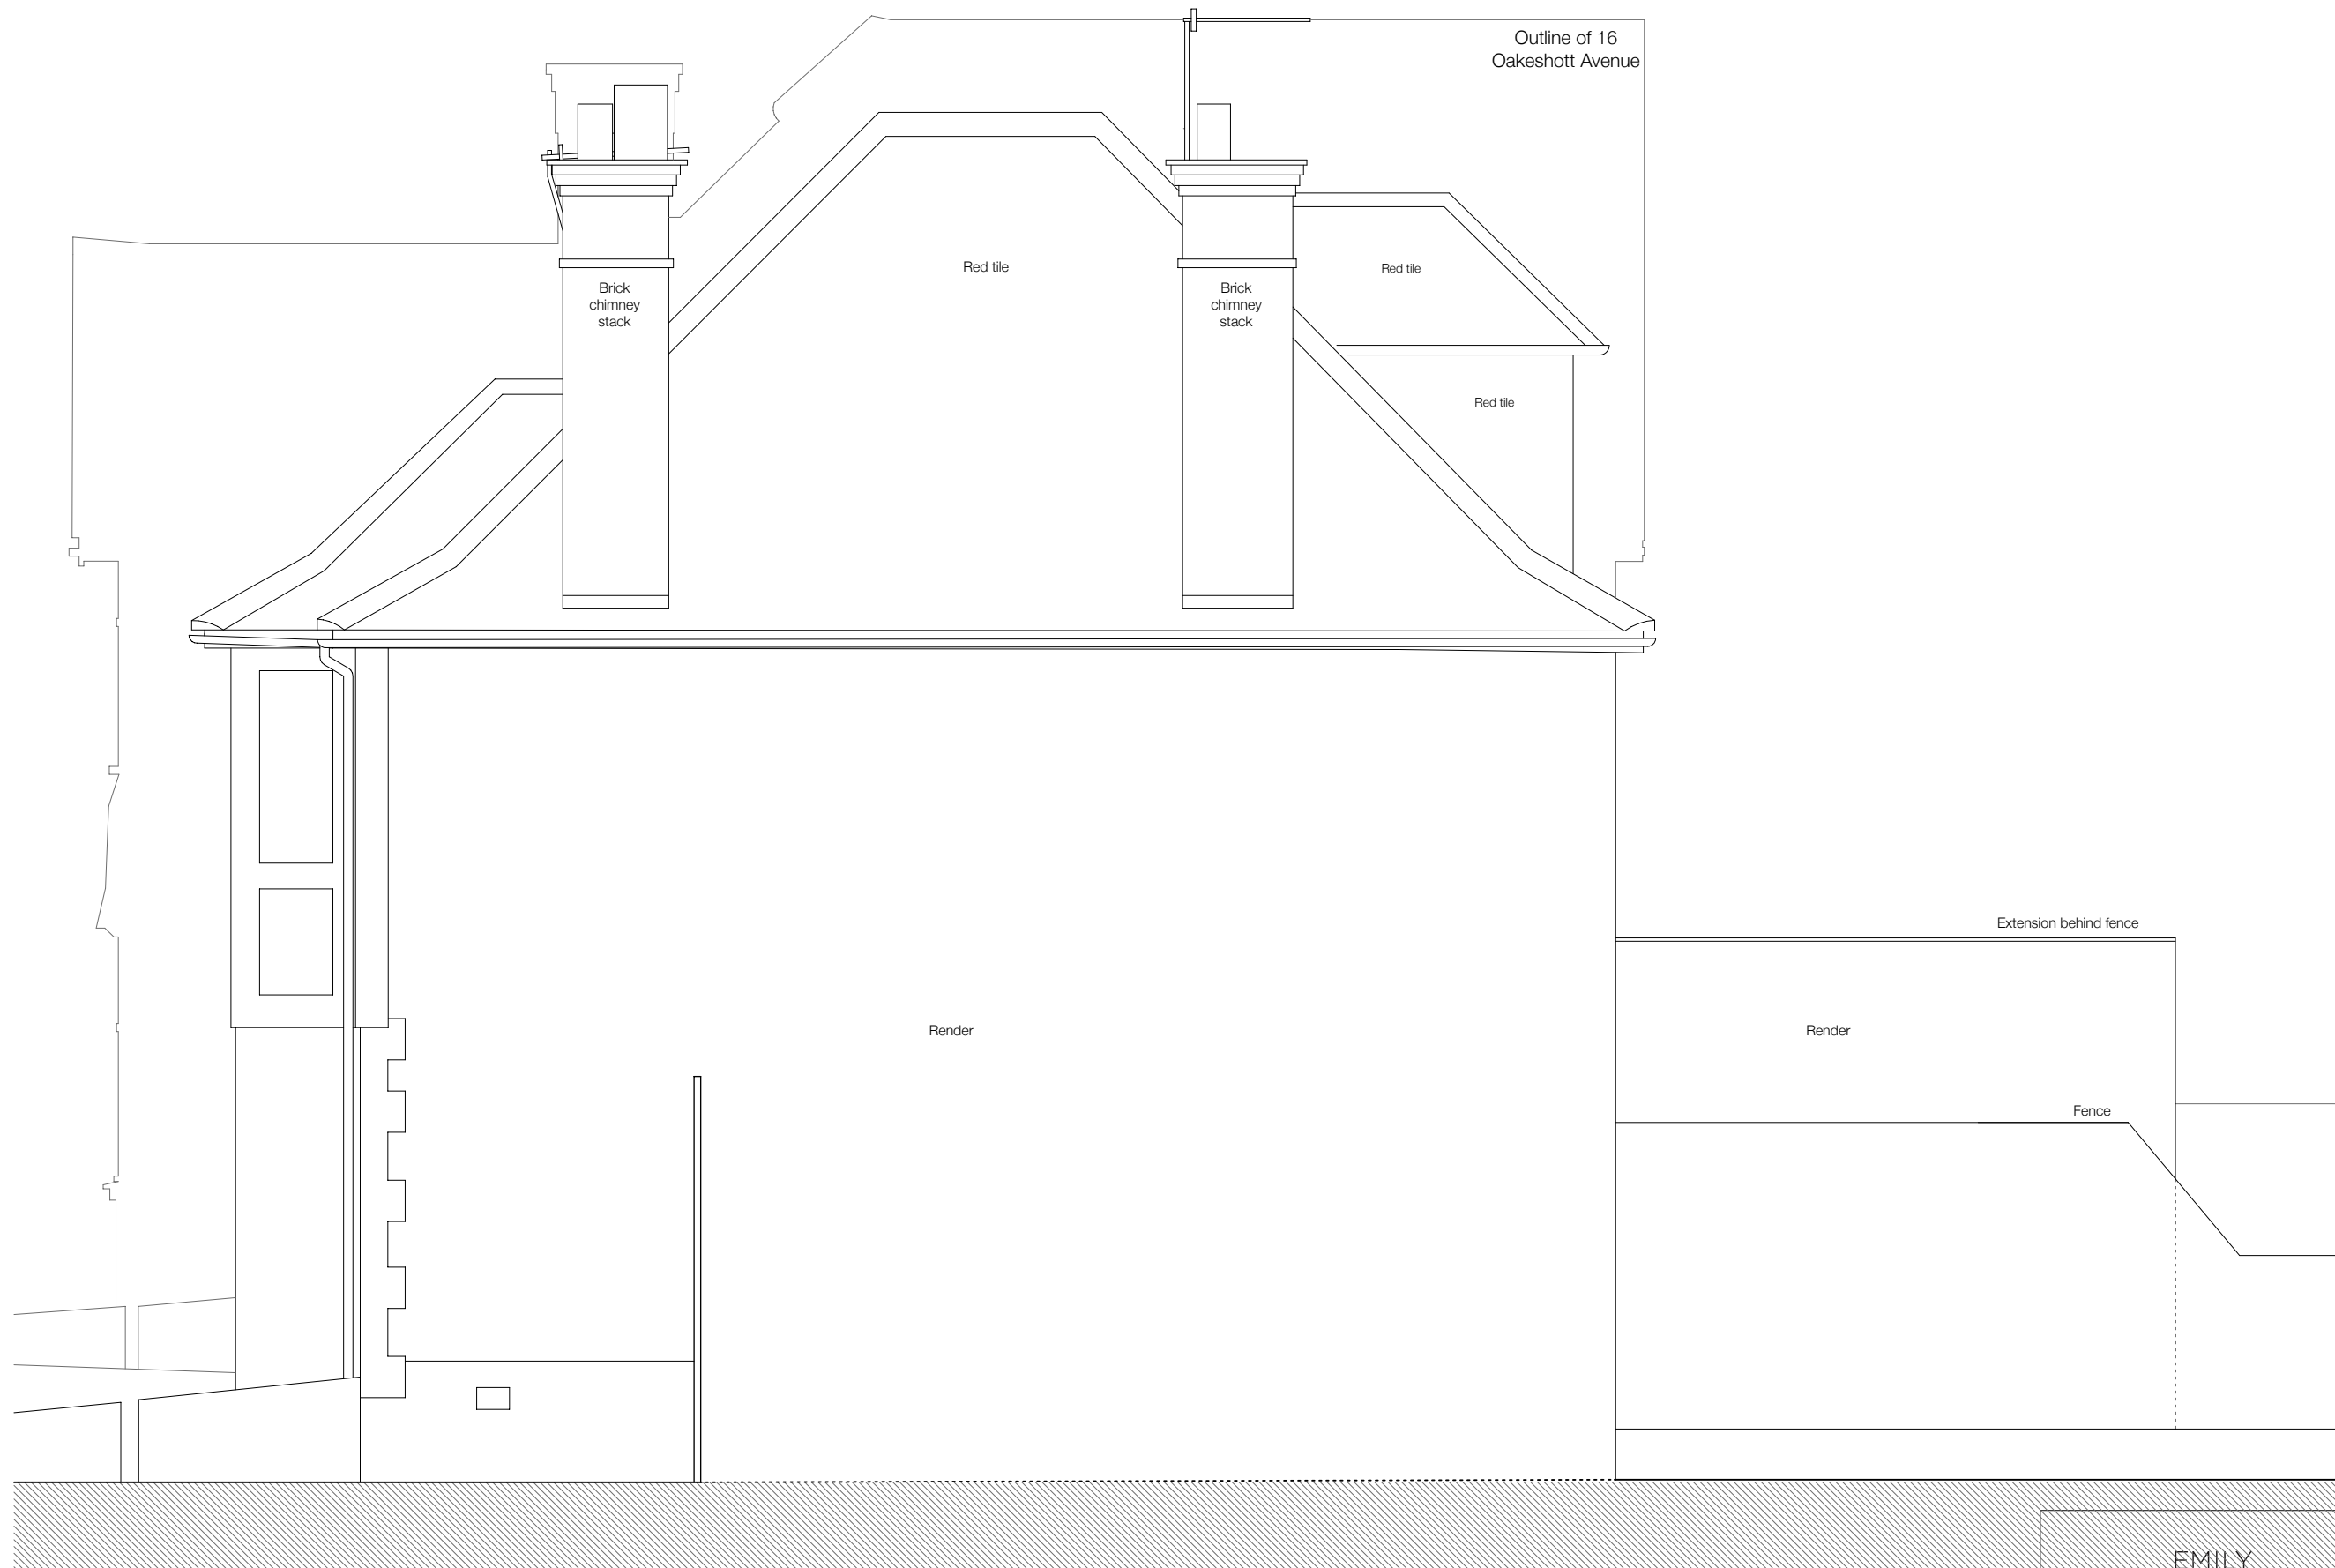 Outline of 16
Oakeshott Avenue
Red tile
Red tile
Brick
chimney
stack
Brick
chimney
stack
Red tile
Extension behind fence
Render
Render
Fence
EMILY